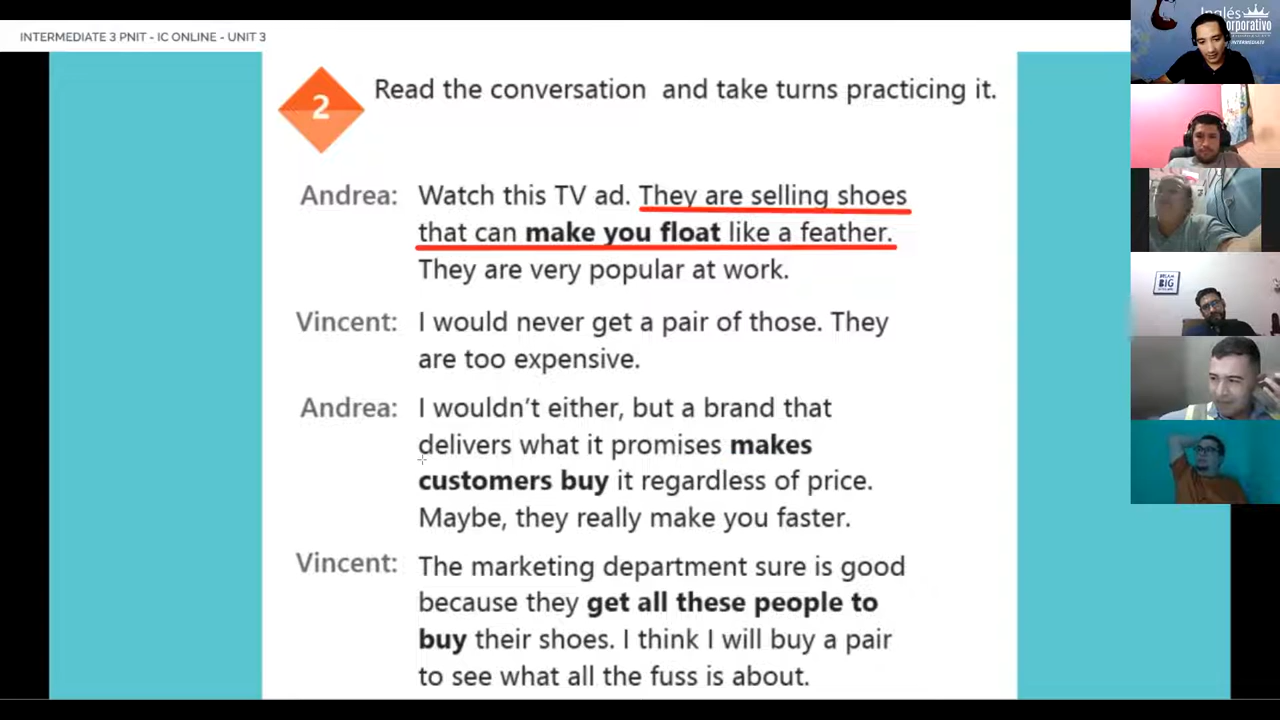 INTERMEDIATE 3 PNIT - IC ONLINE - UNIT 3
2
Read the conversation and take turns practicing it.
Andrea: Watch this TV ad. They are selling shoes
that can make you float like a feather.
They are very popular at work.
Vincent: I would never get a pair of those. They
are too expensive.
Andrea: I wouldn't either, but a brand that
delivers what it promises makes
customers buy it regardless of price.
Maybe, they really make you faster.
Vincent: The marketing department sure is good
because they get all these people to
buy their shoes. I think I will buy a pair
to see what all the fuss is about.
Inglés
orporativo
INTERMEDIATE
BIG